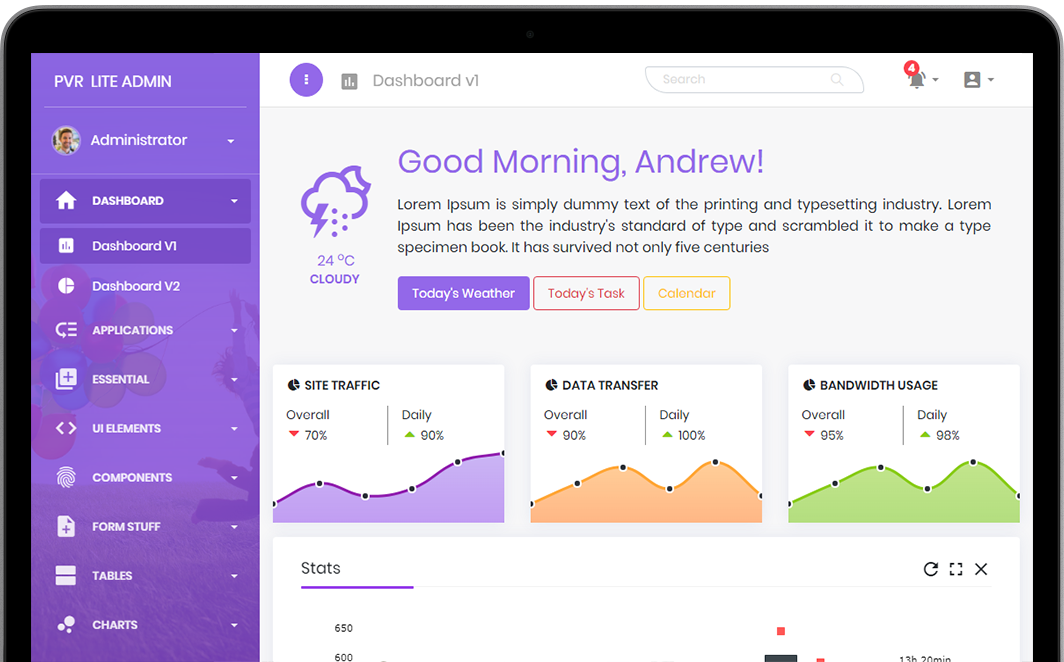 PVR LITE ADMIN
Dashboard v1
Search
4
Administrator
DASHBOARD
Dashboard V1
Dashboard V2
APPLICATIONS
ESSENTIAL
UI ELEMENTS
COMPONENTS
FORM STUFF
TABLES
CHARTS
Good Morning, Andrew!
Lorem Ipsum is simply dummy text of the printing and typesetting industry. Lorem
Ipsum has been the industry's standard of type and scrambled it to make a type
specimen book. It has survived not only five centuries
24 ºC
CLOUDY
Today's Weather
Today's Task
Calendar
SITE TRAFFIC
Overall
Daily
70%
90%
DATA TRANSFER
Overall
Daily
90%
100%
BANDWIDTH USAGE
Overall
Daily
95%
98%
Stats
650
600
13h 20min